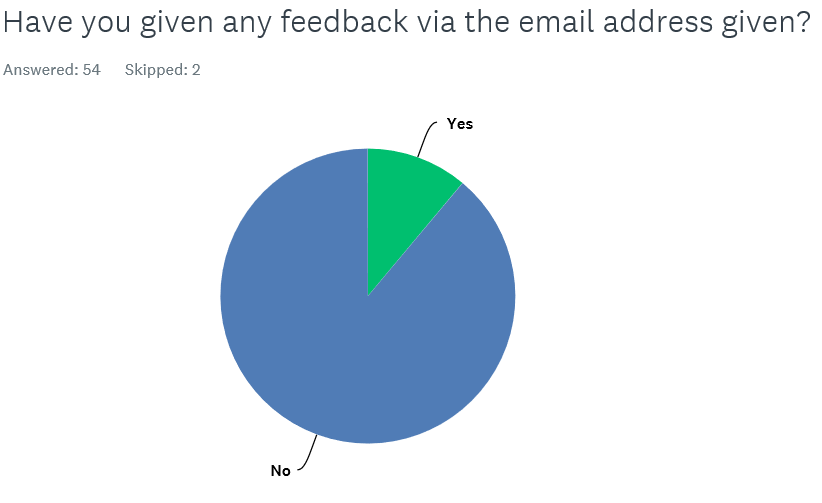 Have you given any feedback via the email address given?
Answered: 54 Skipped: 2
Yes
No